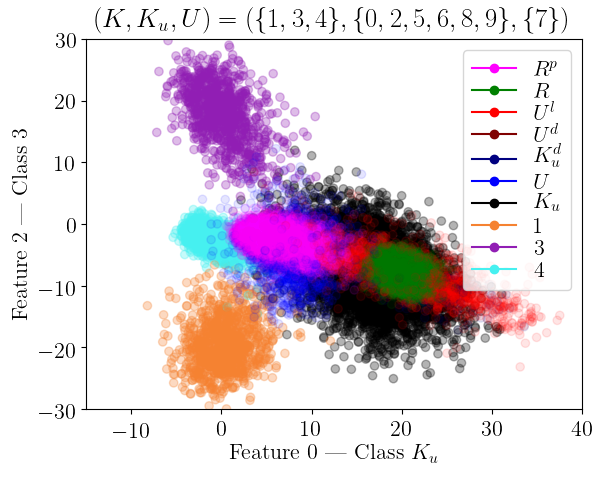 (K, K_u, U) = ({1, 3, 4}, {0, 2, 5, 6, 8, 9}, {7})
30
20
10
0
−10
−20
−30
Feature 2 — Class 3
R^p
R
U^l
U^d
K_u^d
U
K_u
1
3
4
−10
0
10
20
30
40
Feature 0 — Class K_u